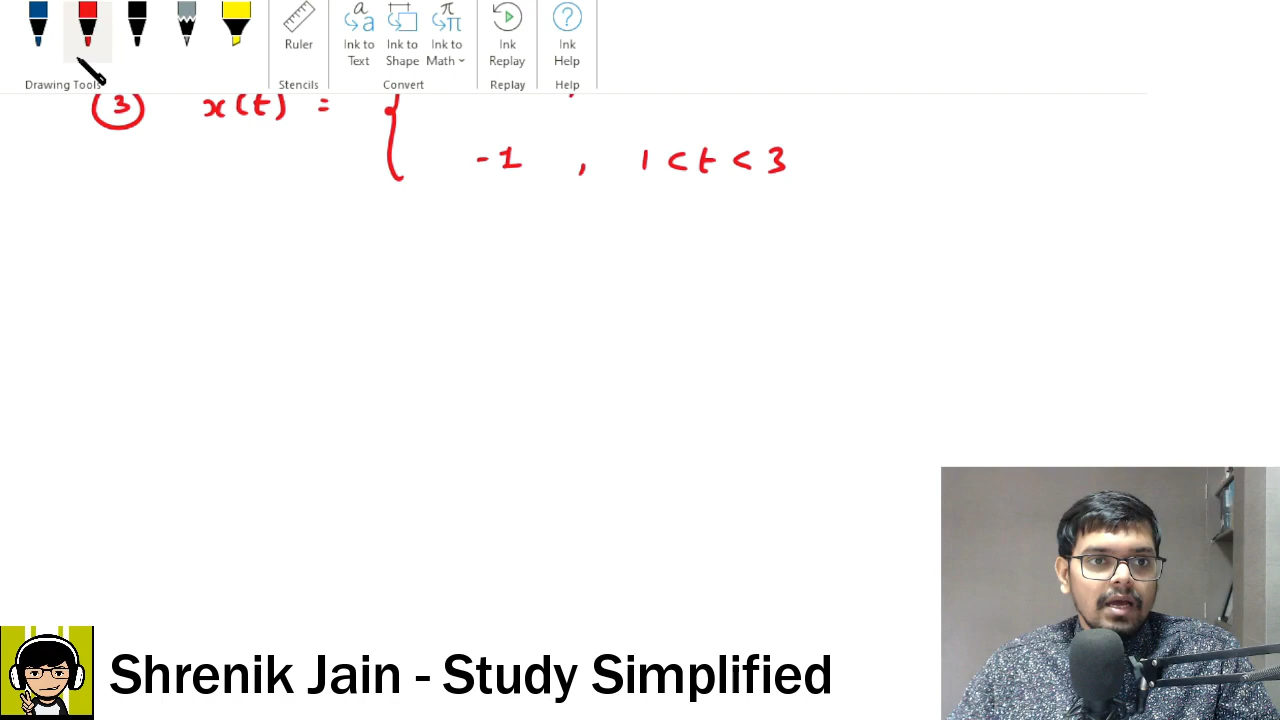 Ruler
Ink to Text
Ink to Shape
Ink to Math
Ink Replay
Ink Help
Drawing Tools
Stencils
Convert
Replay
Help
③ x(t) = {
-1 , 1 < t < 3
Shrenik Jain - Study Simplified